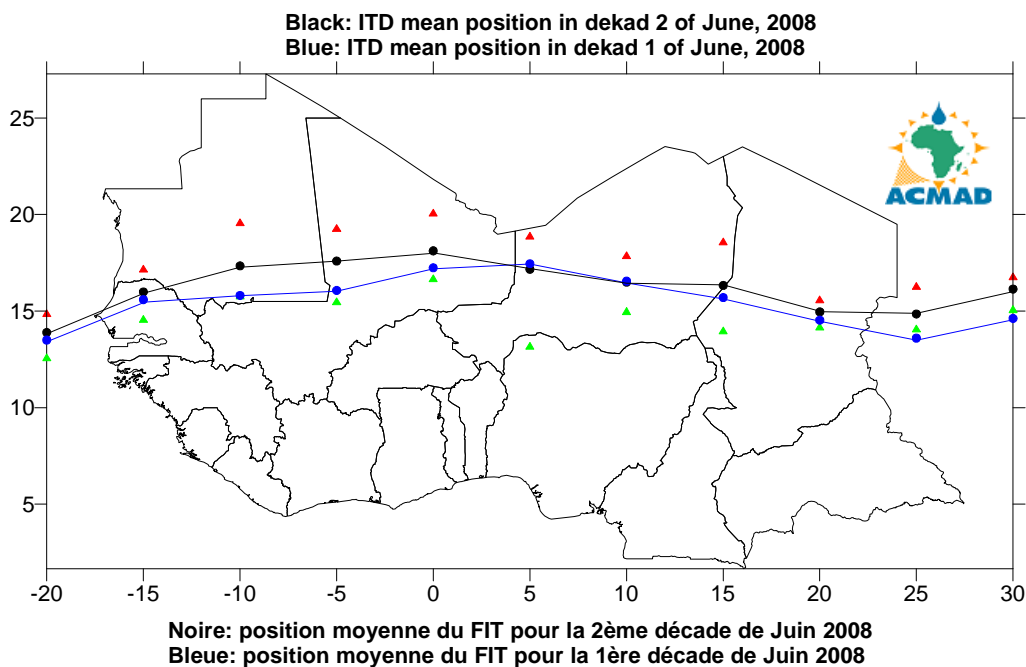 Black: ITD mean position in dekad 2 of June, 2008
Blue: ITD mean position in dekad 1 of June, 2008
25
20
15
10
5
ACMAD
-20 -15 -10 -5 0 5 10 15 20 25 30
Noire: position moyenne du FIT pour la 2ème décade de Juin 2008
Bleue: position moyenne du FIT pour la 1ère décade de Juin 2008